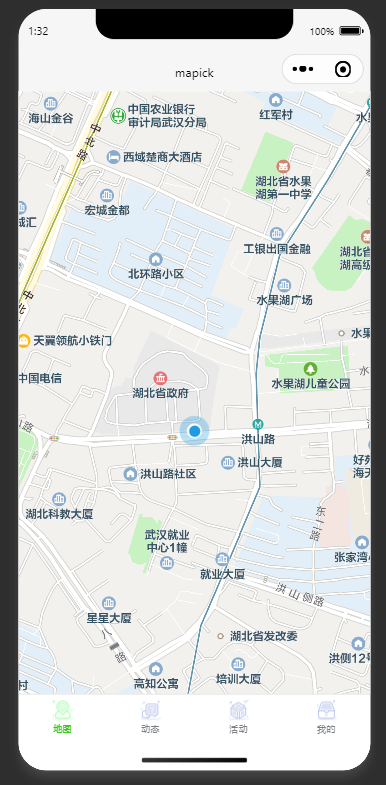 1:32
100%
mapick
中国农业银行
审计局武汉分局
海山金谷
红军村
中北路
西域楚商大酒店
湖北省水果
湖第一中学
宏城金都
城汇
工银出国金融
湖北省
湖高级
北环路小区
水果湖广场
中
天翼领航小铁门
水果
中国电信
水果湖儿童公园
湖北省政府
洪山路
洪山大厦
洪山路社区
好苑
海天
湖北科教大厦
东三路
武汉就业
中心1幢
张家湾
就业大厦
洪山侧路
星星大厦
八一路
湖北省发改委
洪侧12号
高知公寓
培训大厦
村
地图
动态
活动
我的